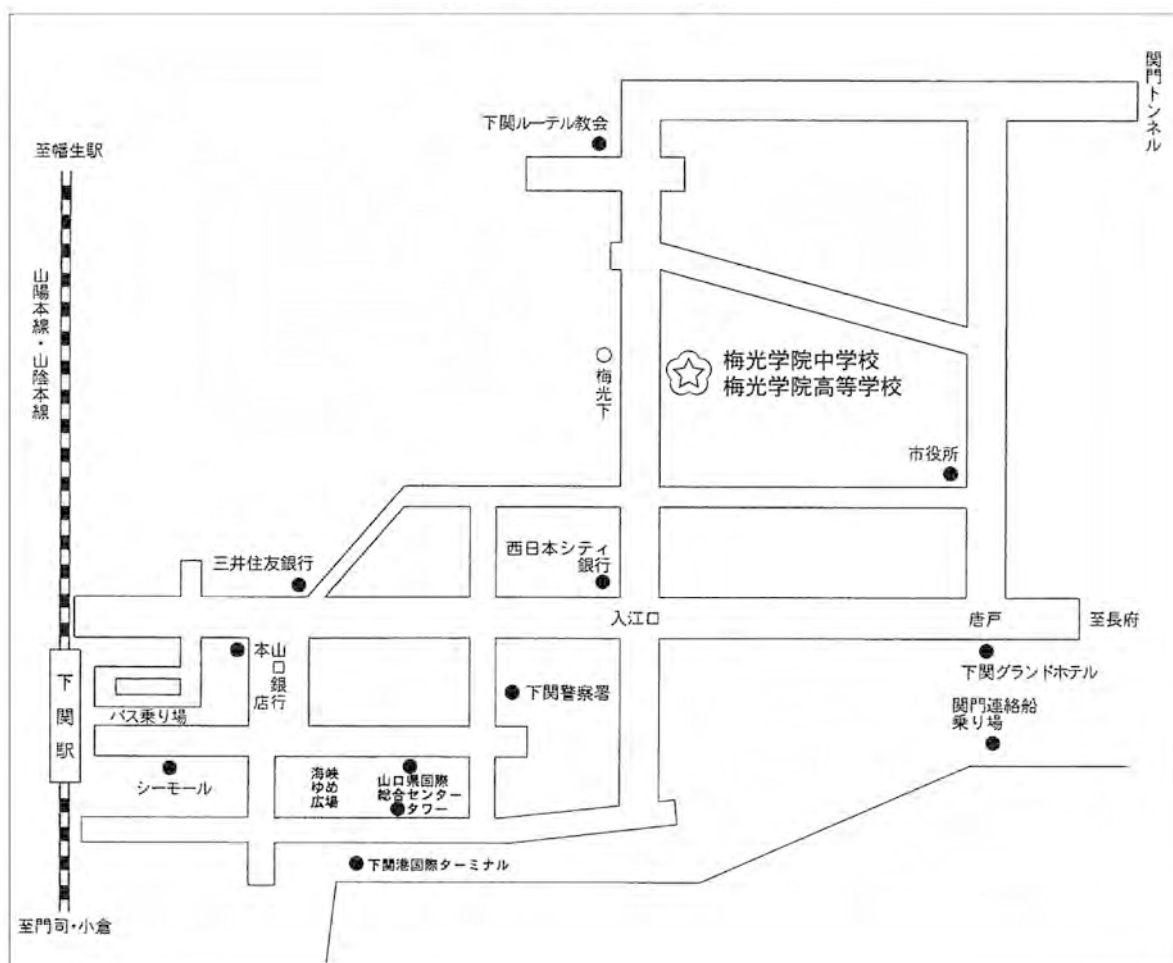 関門トンネル
下関ルーテル教会
至幡生駅
山陽本線・山陰本線
梅光下
梅光学院中学校
梅光学院高等学校
市役所
西日本シティ
銀行
三井住友銀行
入江口
唐戸
至長府
山口銀行
本店
下関グランドホテル
下関駅
バス乗り場
下関警察署
関門連絡船
乗り場
シーモール
海峡
ゆめ
広場
山口県国際
総合センター
タワー
下関港国際ターミナル
至門司・小倉